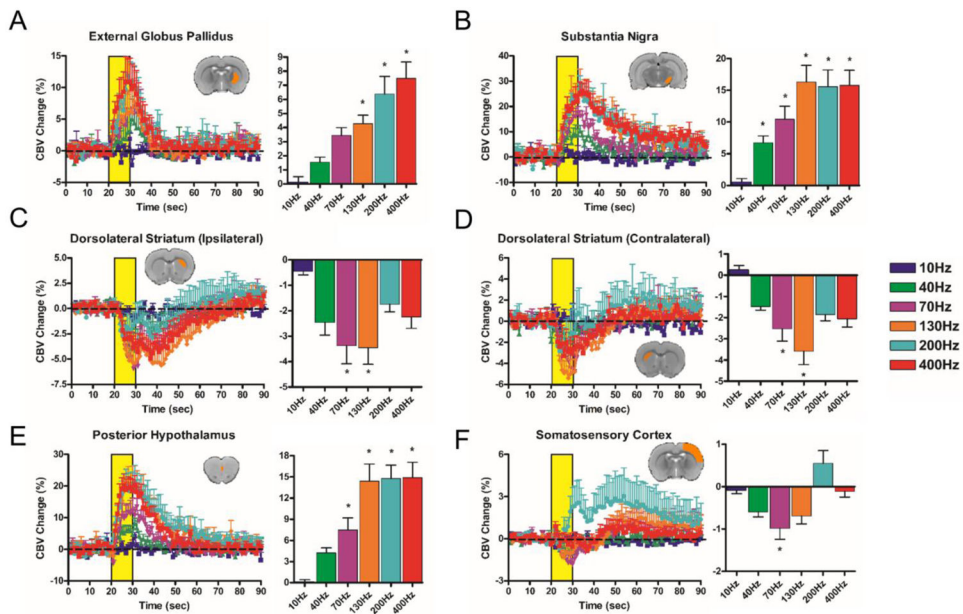 A
External Globus Pallidus
CBV Change (%)
15
10
5
0
-5
0 10 20 30 40 50 60 70 80 90
Time (sec)
9
8
7
6
5
4
3
2
1
0
* * *
10Hz 40Hz 70Hz 130Hz 200Hz 400Hz
B
Substantia Nigra
CBV Change (%)
40
30
20
10
0
-10
0 10 20 30 40 50 60 70 80 90
Time (sec)
20
15
10
5
0
* * * * *
10Hz 40Hz 70Hz 130Hz 200Hz 400Hz
C
Dorsolateral Striatum (Ipsilateral)
CBV Change (%)
5.0
2.5
0.0
-2.5
-5.0
-7.5
0 10 20 30 40 50 60 70 80 90
Time (sec)
0
-1
-2
-3
-4
-5
* *
10Hz 40Hz 70Hz 130Hz 200Hz 400Hz
D
Dorsolateral Striatum (Contralateral)
CBV Change (%)
6
4
2
0
-2
-4
-6
0 10 20 30 40 50 60 70 80 90
Time (sec)
1
0
-1
-2
-3
-4
-5
* *
10Hz 40Hz 70Hz 130Hz 200Hz 400Hz
10Hz
40Hz
70Hz
130Hz
200Hz
400Hz
E
Posterior Hypothalamus
CBV Change (%)
30
20
10
0
-10
0 10 20 30 40 50 60 70 80 90
Time (sec)
18
15
12
9
6
3
0
* * * *
10Hz 40Hz 70Hz 130Hz 200Hz 400Hz
F
Somatosensory Cortex
CBV Change (%)
6
3
0
-3
0 10 20 30 40 50 60 70 80 90
Time (sec)
1
0
-1
-2
*
10Hz 40Hz 70Hz 130Hz 200Hz 400Hz